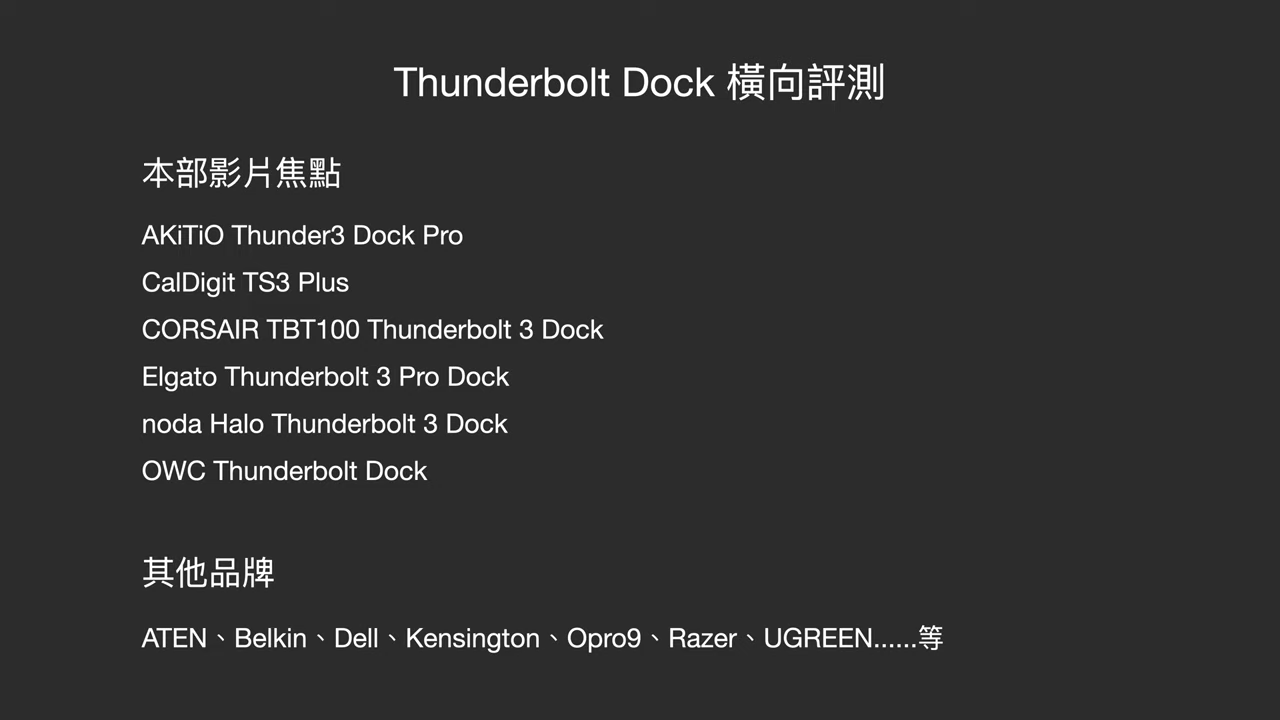 Thunderbolt Dock 橫向評測
本部影片焦點
AKiTiO Thunder3 Dock Pro
CalDigit TS3 Plus
CORSAIR TBT100 Thunderbolt 3 Dock
Elgato Thunderbolt 3 Pro Dock
noda Halo Thunderbolt 3 Dock
OWC Thunderbolt Dock
其他品牌
ATEN、Belkin、Dell、Kensington、Opro9、Razer、UGREEN......等